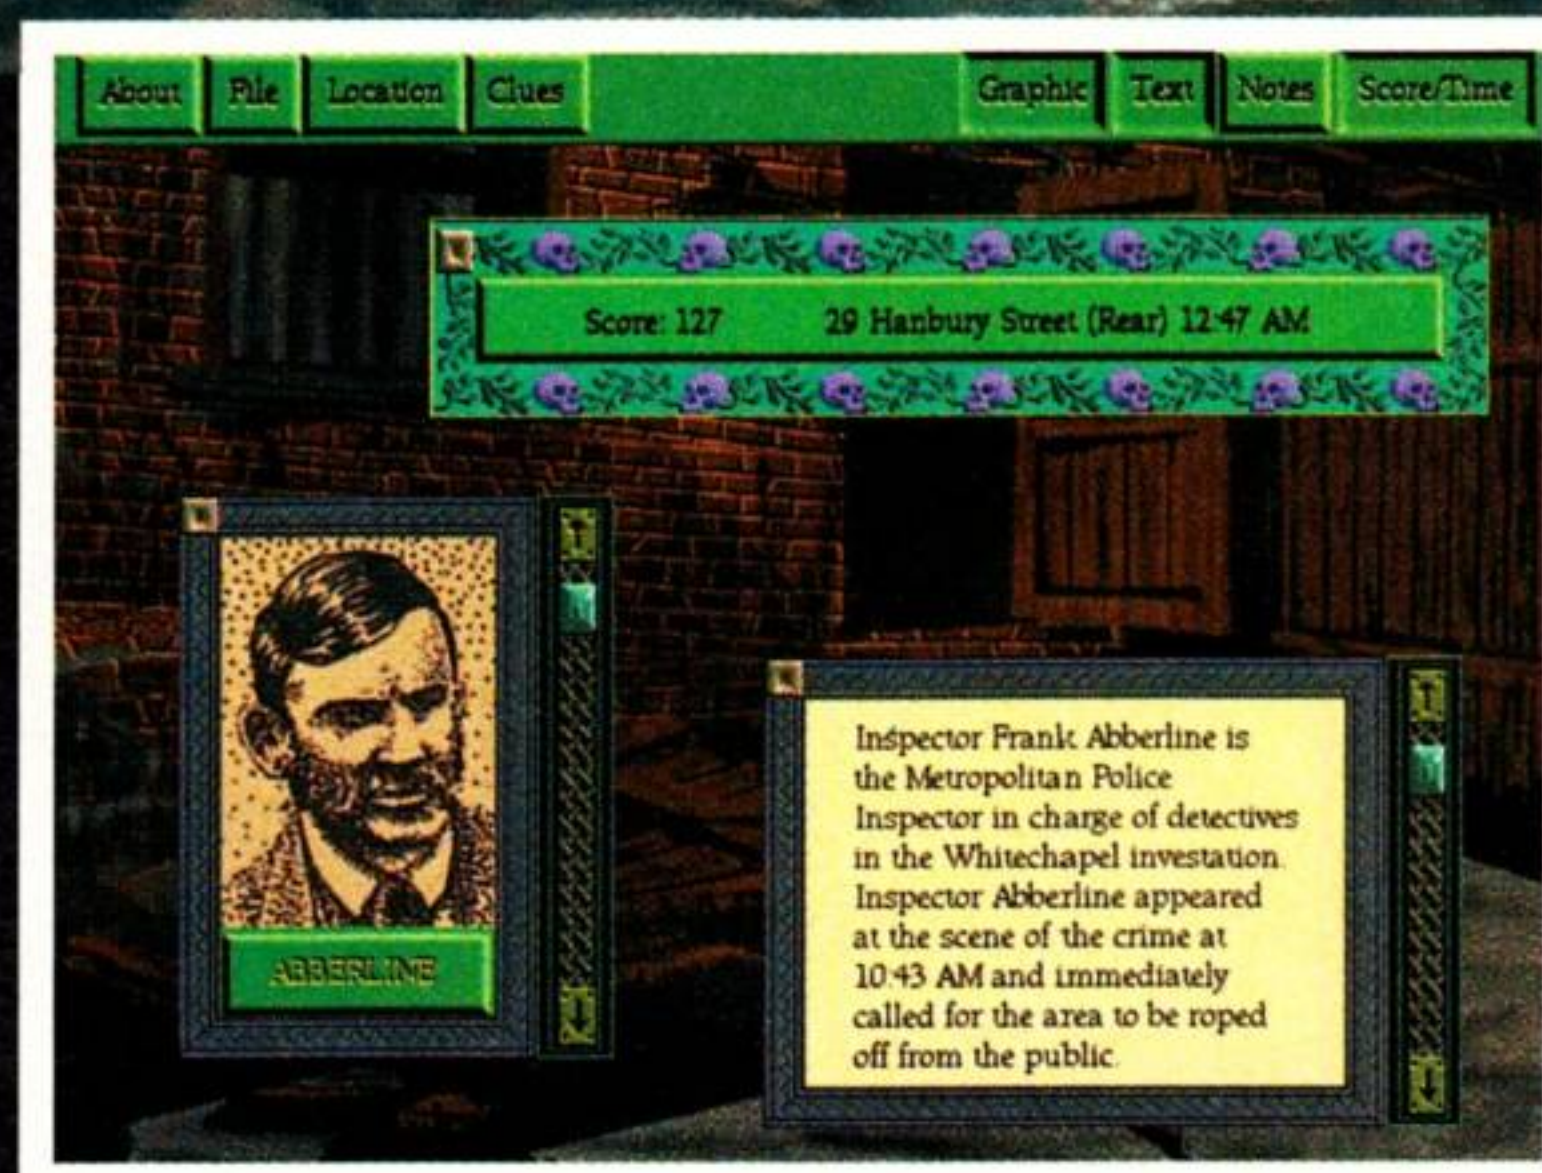 About File Location Clues Graphic Text Notes Score/Time
Score: 127 29 Hanbury Street (Rear) 12:47 AM
ABBERLINE
Inspector Frank Abberline is
the Metropolitan Police
Inspector in charge of detectives
in the Whitechapel investation.
Inspector Abberline appeared
at the scene of the crime at
10:43 AM and immediately
called for the area to be roped
off from the public.